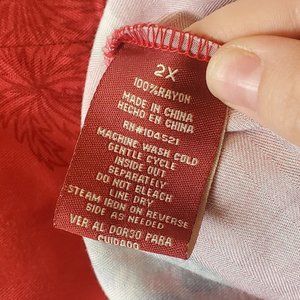 2X
100%RAYON
MADE IN CHINA
HECHO EN CHINA
RN#104521
MACHINE WASH COLD
GENTLE CYCLE
INSIDE OUT
SEPARATELY
DO NOT BLEACH
LINE DRY
STEAM IRON ON REVERSE
SIDE AS NEEDED
VER AL DORSO PARA
CUIDADO